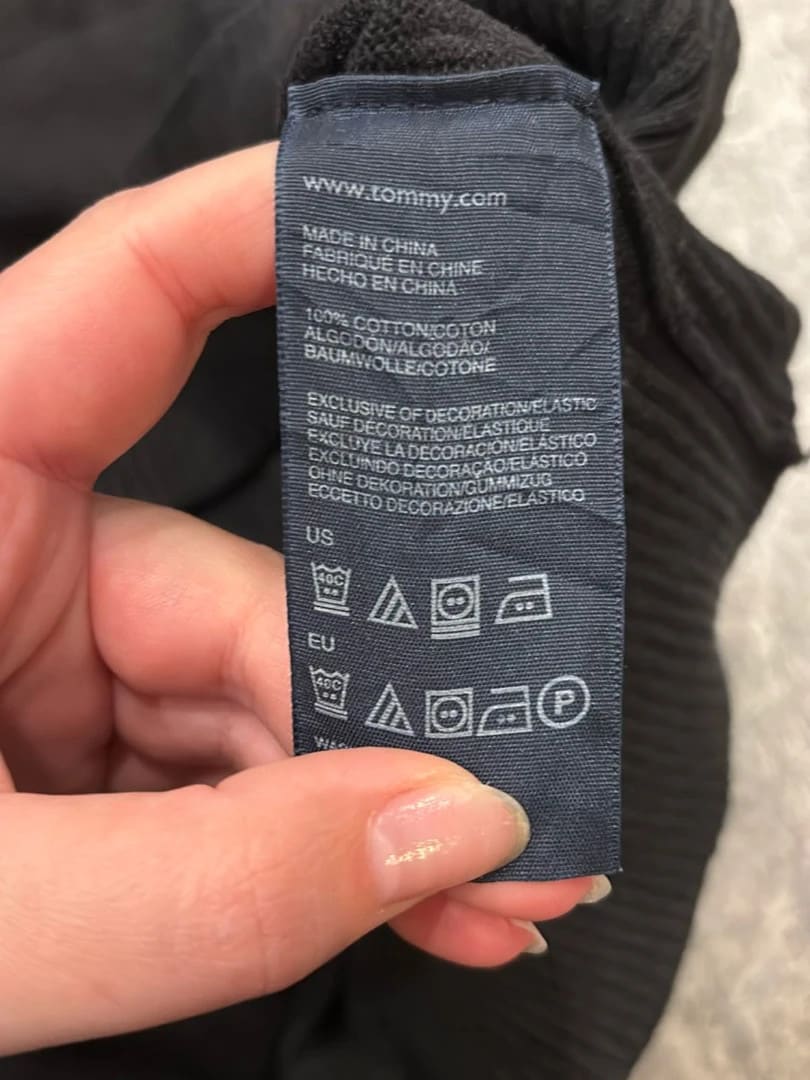 www.tommy.com
MADE IN CHINA
FABRIQUÉ EN CHINE
HECHO EN CHINA
100% COTTON/COTON
ALGODÓN/ALGODÃO/
BAUMWOLLE/COTONE
EXCLUSIVE OF DECORATION/ELASTIC
SAUF DÉCORATION/ELASTIQUE
EXCLUYE LA DECORACIÓN/ELÁSTICO
EXCLUINDO DECORAÇÃO/ELÁSTICO
OHNE DEKORATION/GUMMIZUG
ECCETTO DECORAZIONE/ELASTICO
US
40C
EU
40C P